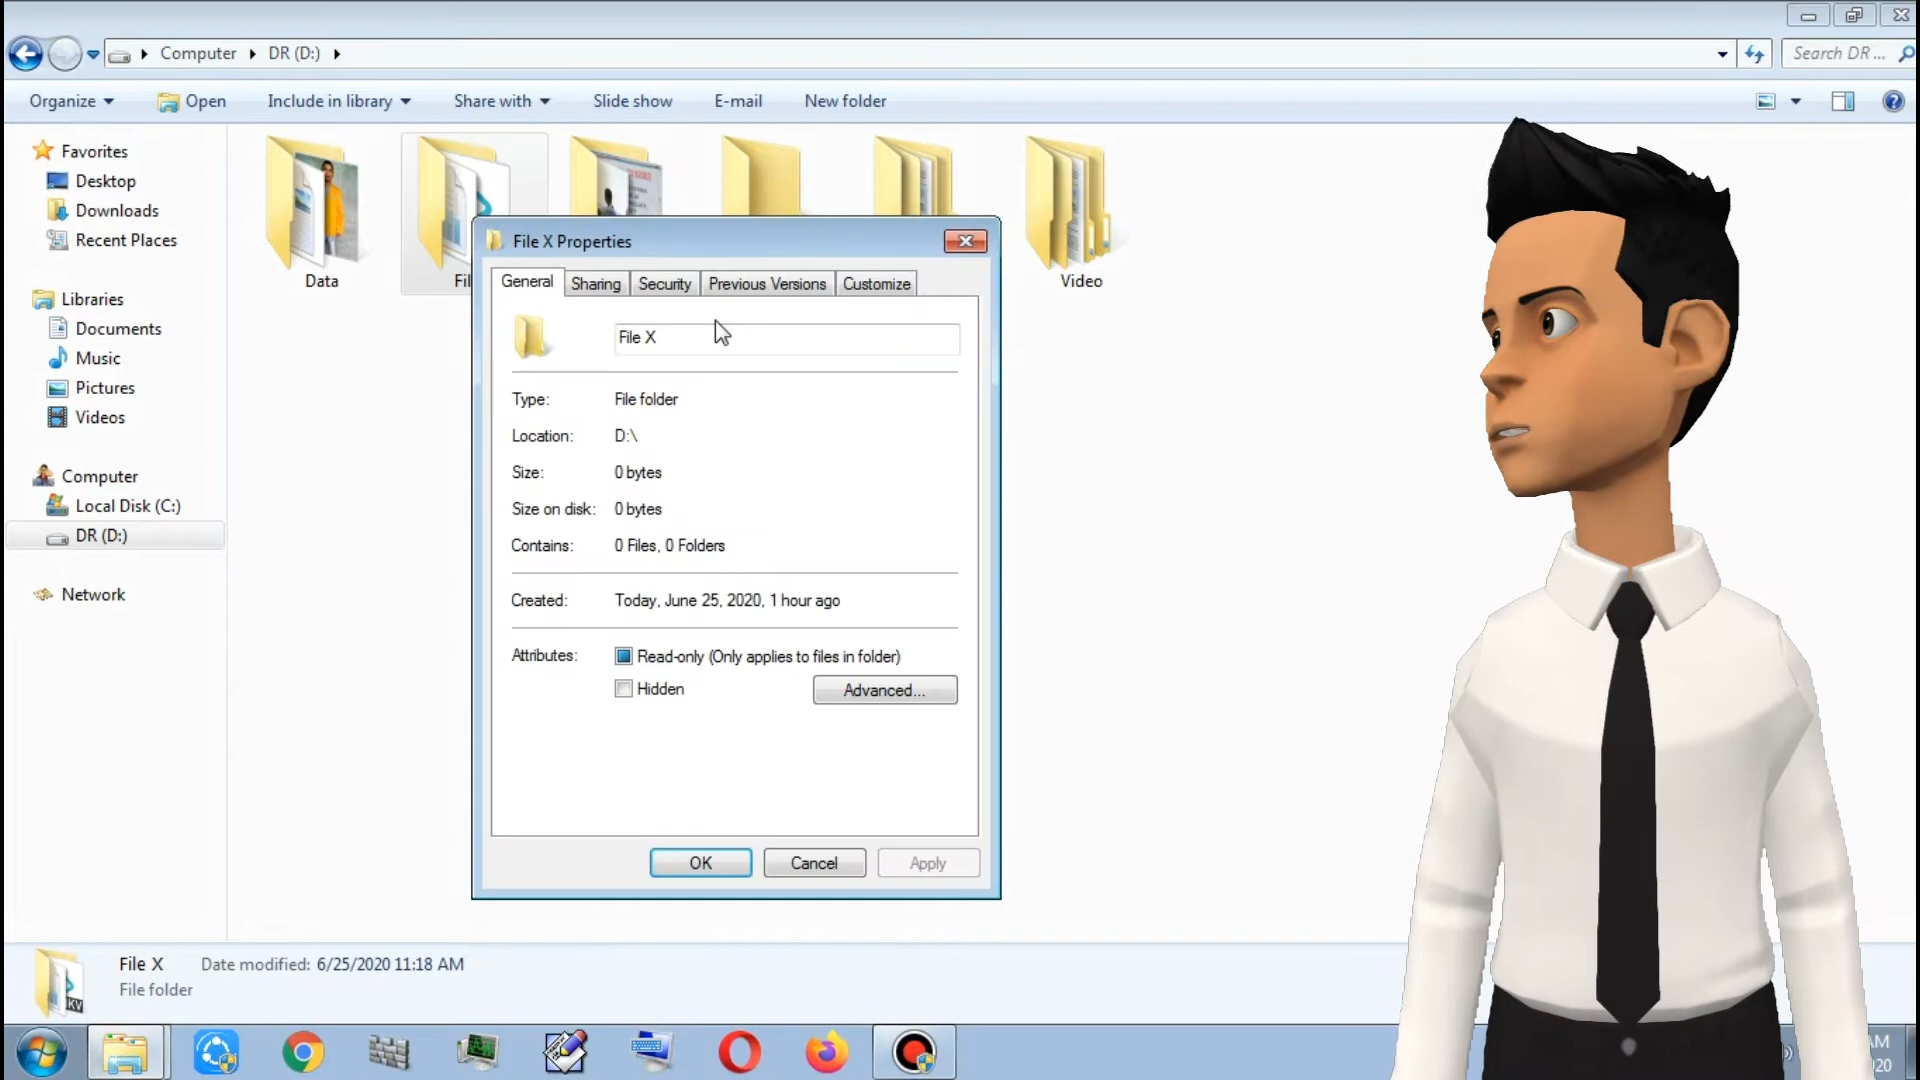 Computer DR (D:)
Search DR ...
Organize Open Include in library Share with Slide show E-mail New folder
Favorites
Desktop
Downloads
Recent Places
Libraries
Documents
Music
Pictures
Videos
Computer
Local Disk (C:)
DR (D:)
Network
Data
Fil
Video
File X Properties
General Sharing Security Previous Versions Customize
File X
Type: File folder
Location: D:\
Size: 0 bytes
Size on disk: 0 bytes
Contains: 0 Files, 0 Folders
Created: Today, June 25, 2020, 1 hour ago
Attributes: Read-only (Only applies to files in folder)
Hidden Advanced...
OK Cancel Apply
File X Date modified: 6/25/2020 11:18 AM
File folder
KV
AM
20